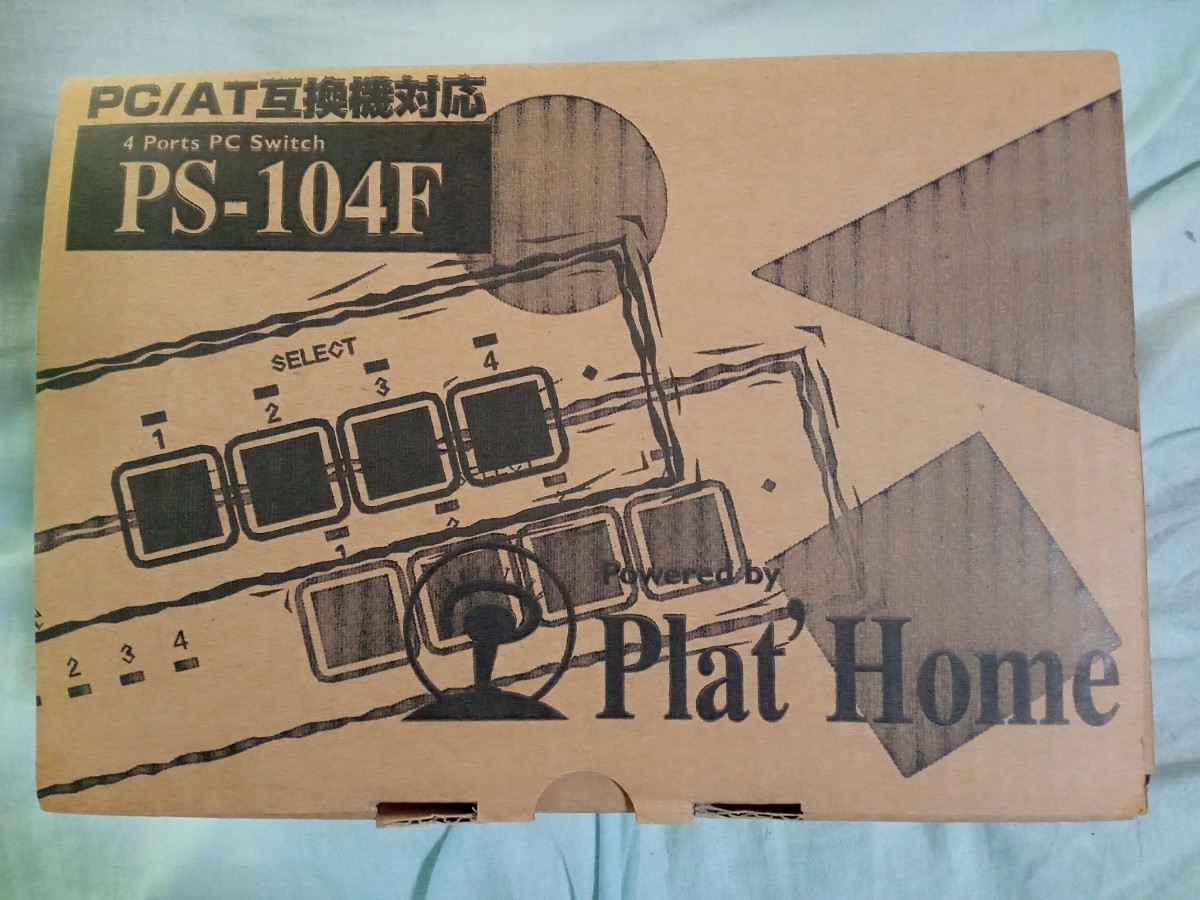 PC/AT互換機対応
4 Ports PC Switch
PS-104F
SELECT
1 2 3 4
1 2
2 3 4
Powered by
Plat'Home